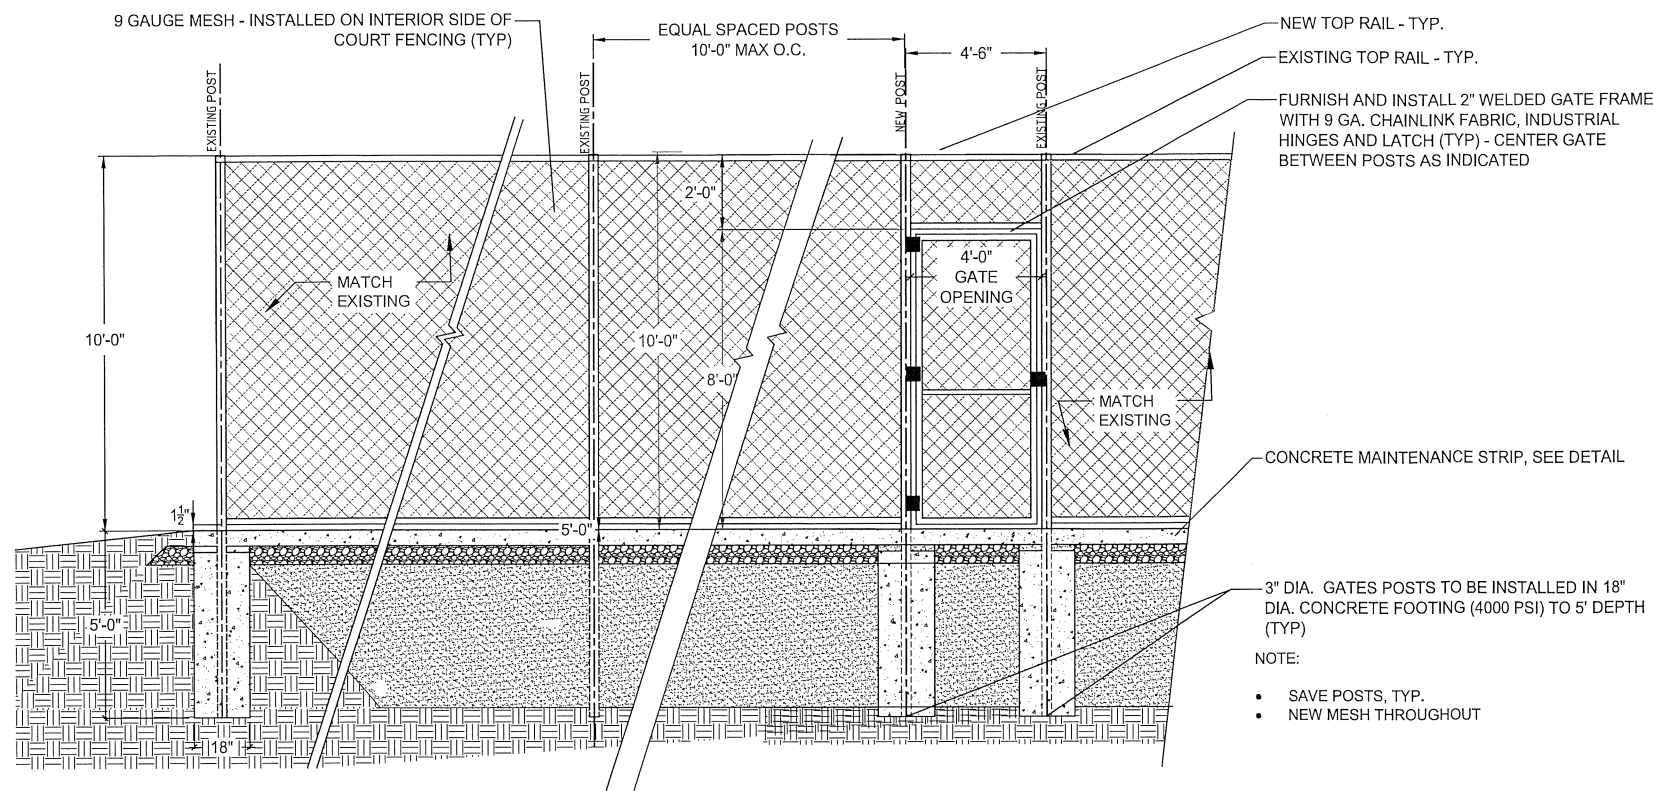 9 GAUGE MESH - INSTALLED ON INTERIOR SIDE OF
COURT FENCING (TYP)
EQUAL SPACED POSTS
10'-0" MAX O.C.
4'-6"
NEW TOP RAIL - TYP.
EXISTING TOP RAIL - TYP.
FURNISH AND INSTALL 2" WELDED GATE FRAME
WITH 9 GA. CHAINLINK FABRIC, INDUSTRIAL
HINGES AND LATCH (TYP) - CENTER GATE
BETWEEN POSTS AS INDICATED
EXISTING POST
EXISTING POST
NEW POST
EXISTING POST
2'-0"
4'-0"
GATE
OPENING
MATCH
EXISTING
10'-0"
10'-0"
8'-0"
MATCH
EXISTING
CONCRETE MAINTENANCE STRIP, SEE DETAIL
1 1/2"
5'-0"
5'-0"
18"
3" DIA. GATES POSTS TO BE INSTALLED IN 18"
DIA. CONCRETE FOOTING (4000 PSI) TO 5' DEPTH
(TYP)
NOTE:
• SAVE POSTS, TYP.
• NEW MESH THROUGHOUT